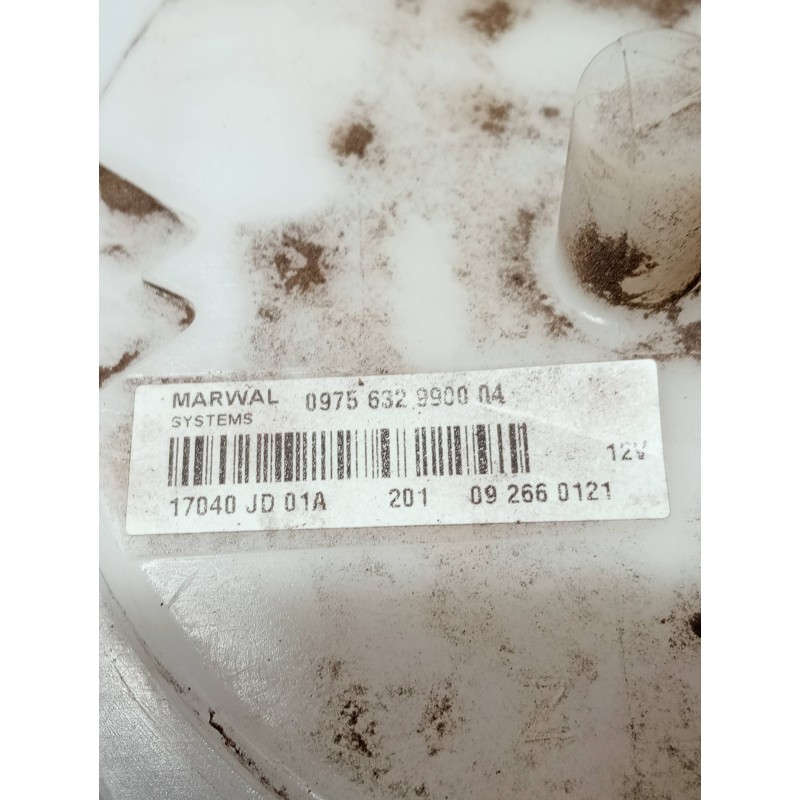 MARWAL 0975 632 9900 04
SYSTEMS
12V
17040 JD 01A 201 09 266 0121